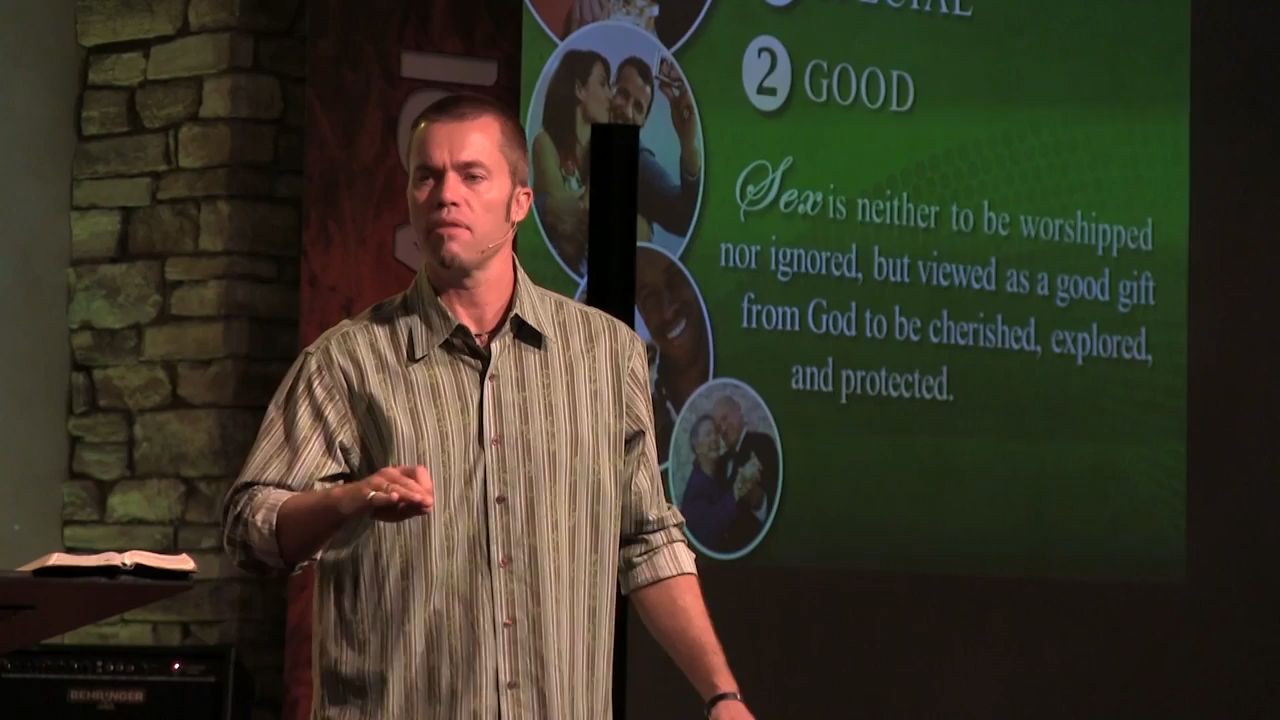 SPECIAL
2 GOOD
Sex is neither to be worshipped
nor ignored, but viewed as a good gift
from God to be cherished, explored,
and protected.
BEHRINGER